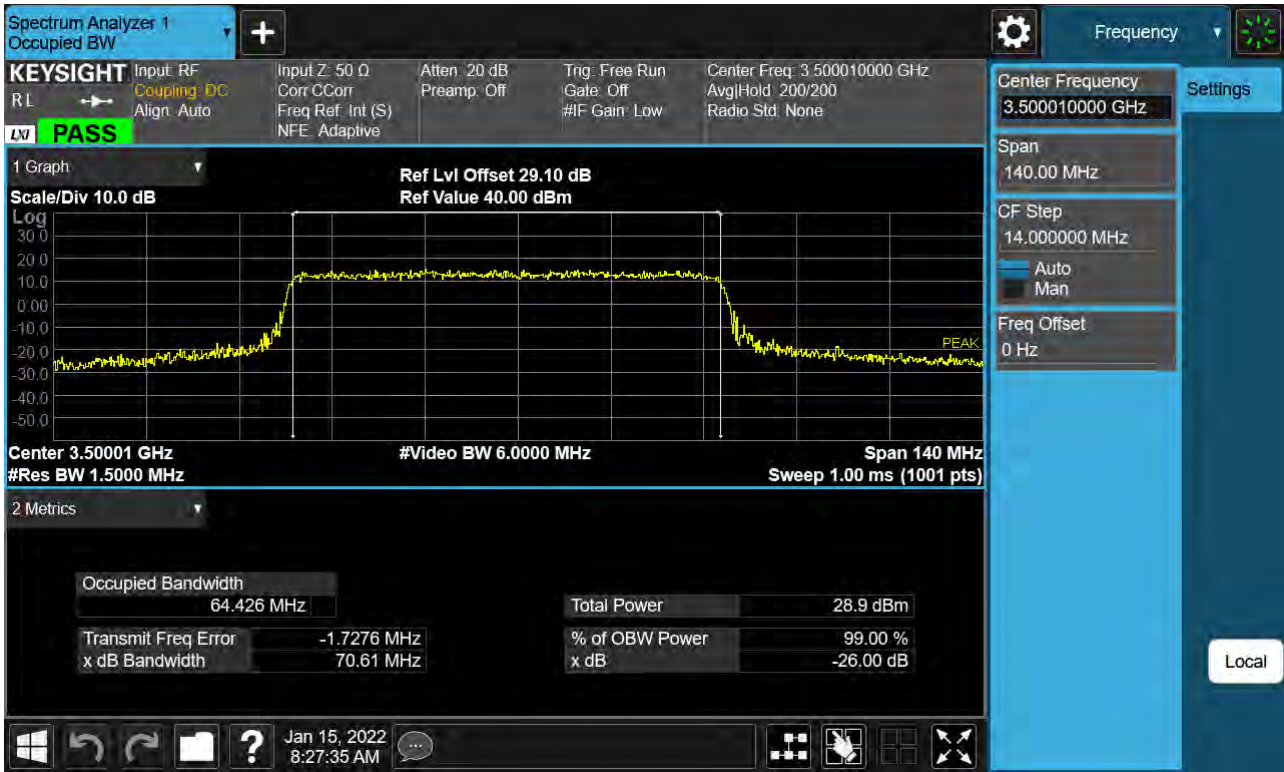 Spectrum Analyzer 1
Occupied BW
+
Frequency
KEYSIGHT Input: RF Input Z: 50 Ω Atten: 20 dB Trig: Free Run Center Freq: 3.500010000 GHz
Coupling: DC Corr CCorr Preamp: Off Gate: Off Avg|Hold: 200/200
RL Align: Auto Freq Ref: Int (S) #IF Gain: Low Radio Std: None
LXI PASS NFE: Adaptive
1 Graph
Ref Lvl Offset 29.10 dB
Scale/Div 10.0 dB Ref Value 40.00 dBm
Log
30.0
20.0
10.0
0.00
-10.0
-20.0
-30.0
-40.0
-50.0
PEAK
Center 3.50001 GHz #Video BW 6.0000 MHz Span 140 MHz
#Res BW 1.5000 MHz Sweep 1.00 ms (1001 pts)
2 Metrics
Occupied Bandwidth
64.426 MHz Total Power 28.9 dBm
Transmit Freq Error -1.7276 MHz % of OBW Power 99.00 %
x dB Bandwidth 70.61 MHz x dB -26.00 dB
Center Frequency
3.500010000 GHz
Settings
Span
140.00 MHz
CF Step
14.000000 MHz
Auto
Man
Freq Offset
0 Hz
Local
? Jan 15, 2022
8:27:35 AM